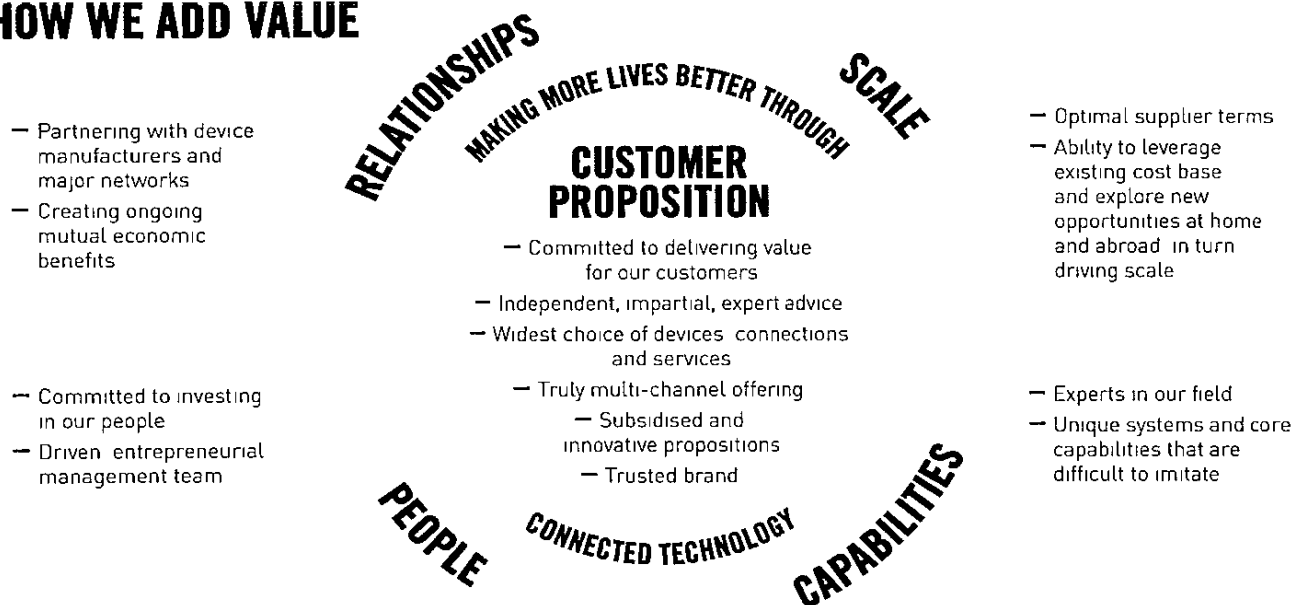 HOW WE ADD VALUE
RELATIONSHIPS
— Partnering with device
manufacturers and
major networks
— Creating ongoing
mutual economic
benefits
SCALE
— Optimal supplier terms
— Ability to leverage
existing cost base
and explore new
opportunities at home
and abroad in turn
driving scale
MAKING MORE LIVES BETTER THROUGH
CUSTOMER
PROPOSITION
— Committed to delivering value
for our customers
— Independent, impartial, expert advice
— Widest choice of devices connections
and services
— Truly multi-channel offering
— Subsidised and
innovative propositions
— Trusted brand
CONNECTED TECHNOLOGY
PEOPLE
— Committed to investing
in our people
— Driven entrepreneurial
management team
CAPABILITIES
— Experts in our field
— Unique systems and core
capabilities that are
difficult to imitate